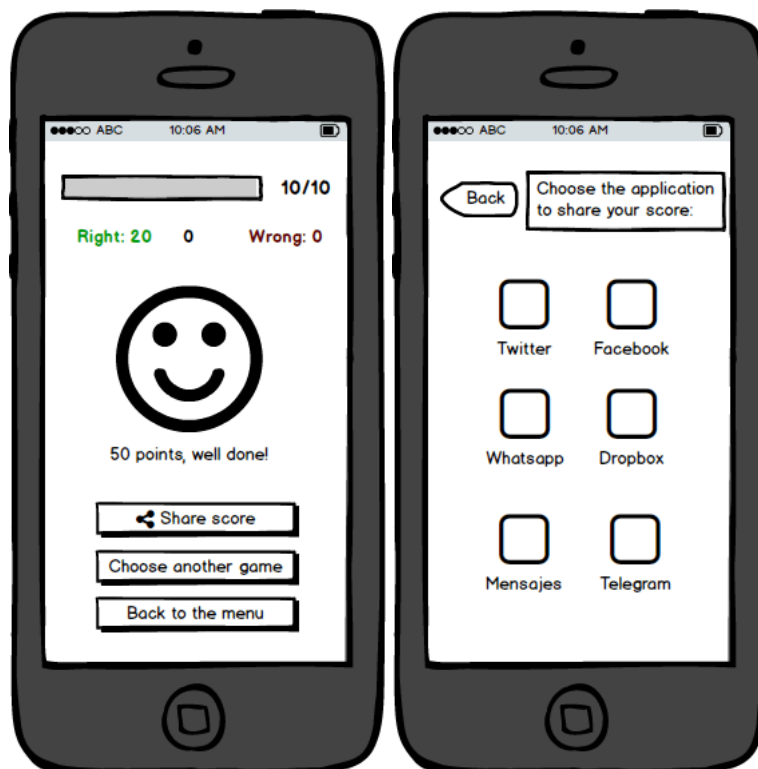 ABC 10:06 AM
10/10
Right: 20 0 Wrong: 0
50 points, well done!
Share score
Choose another game
Back to the menu
ABC 10:06 AM
Back
Choose the application
to share your score:
Twitter Facebook
Whatsapp Dropbox
Mensajes Telegram